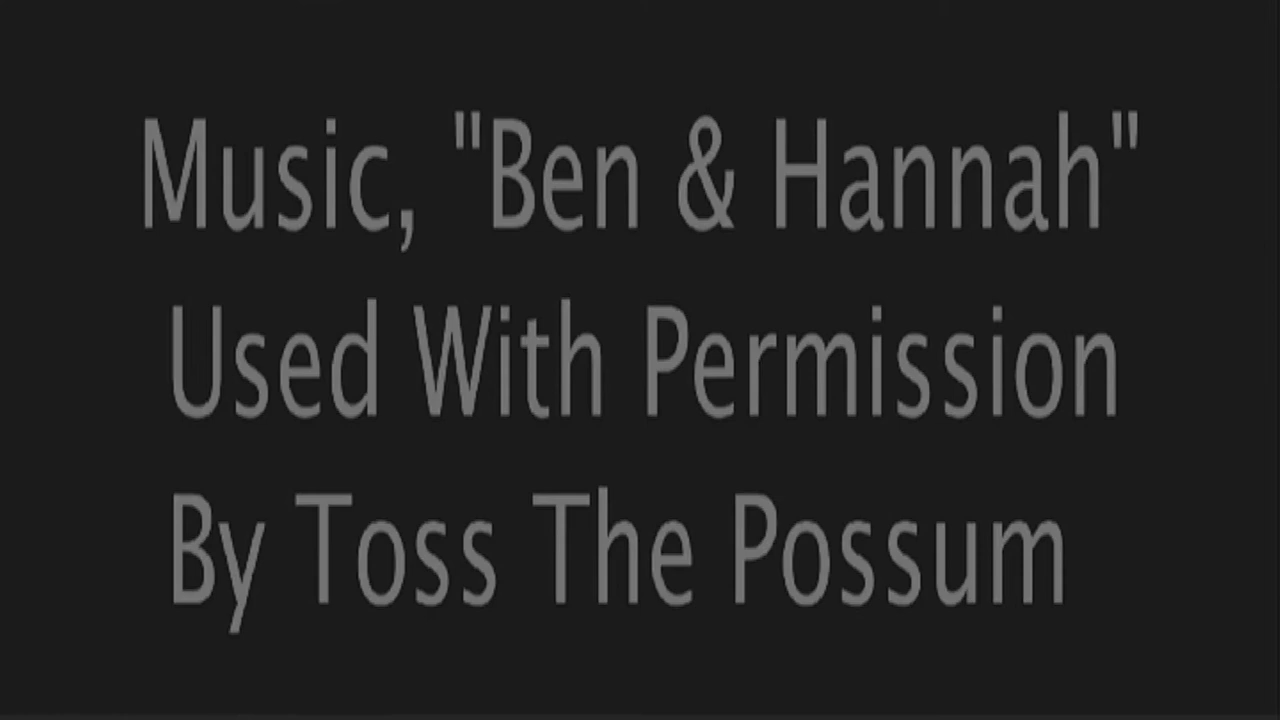 Music, "Ben & Hannah"
Used With Permission
By Toss The Possum